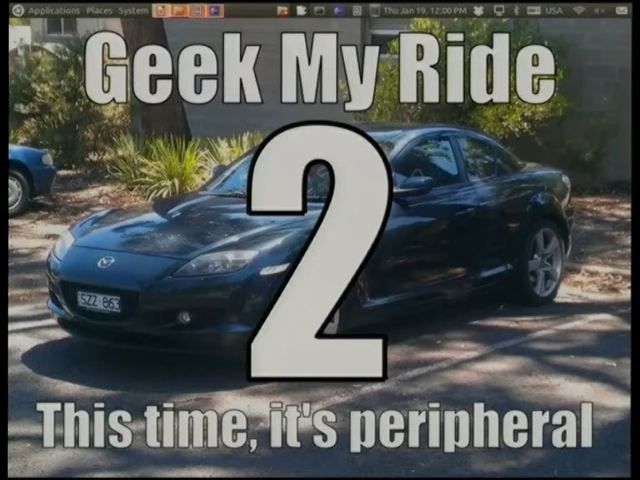 Applications Places System USA Thu Jan 19, 12:00 PM
Geek My Ride
2
SZZ 863
This time, it's peripheral